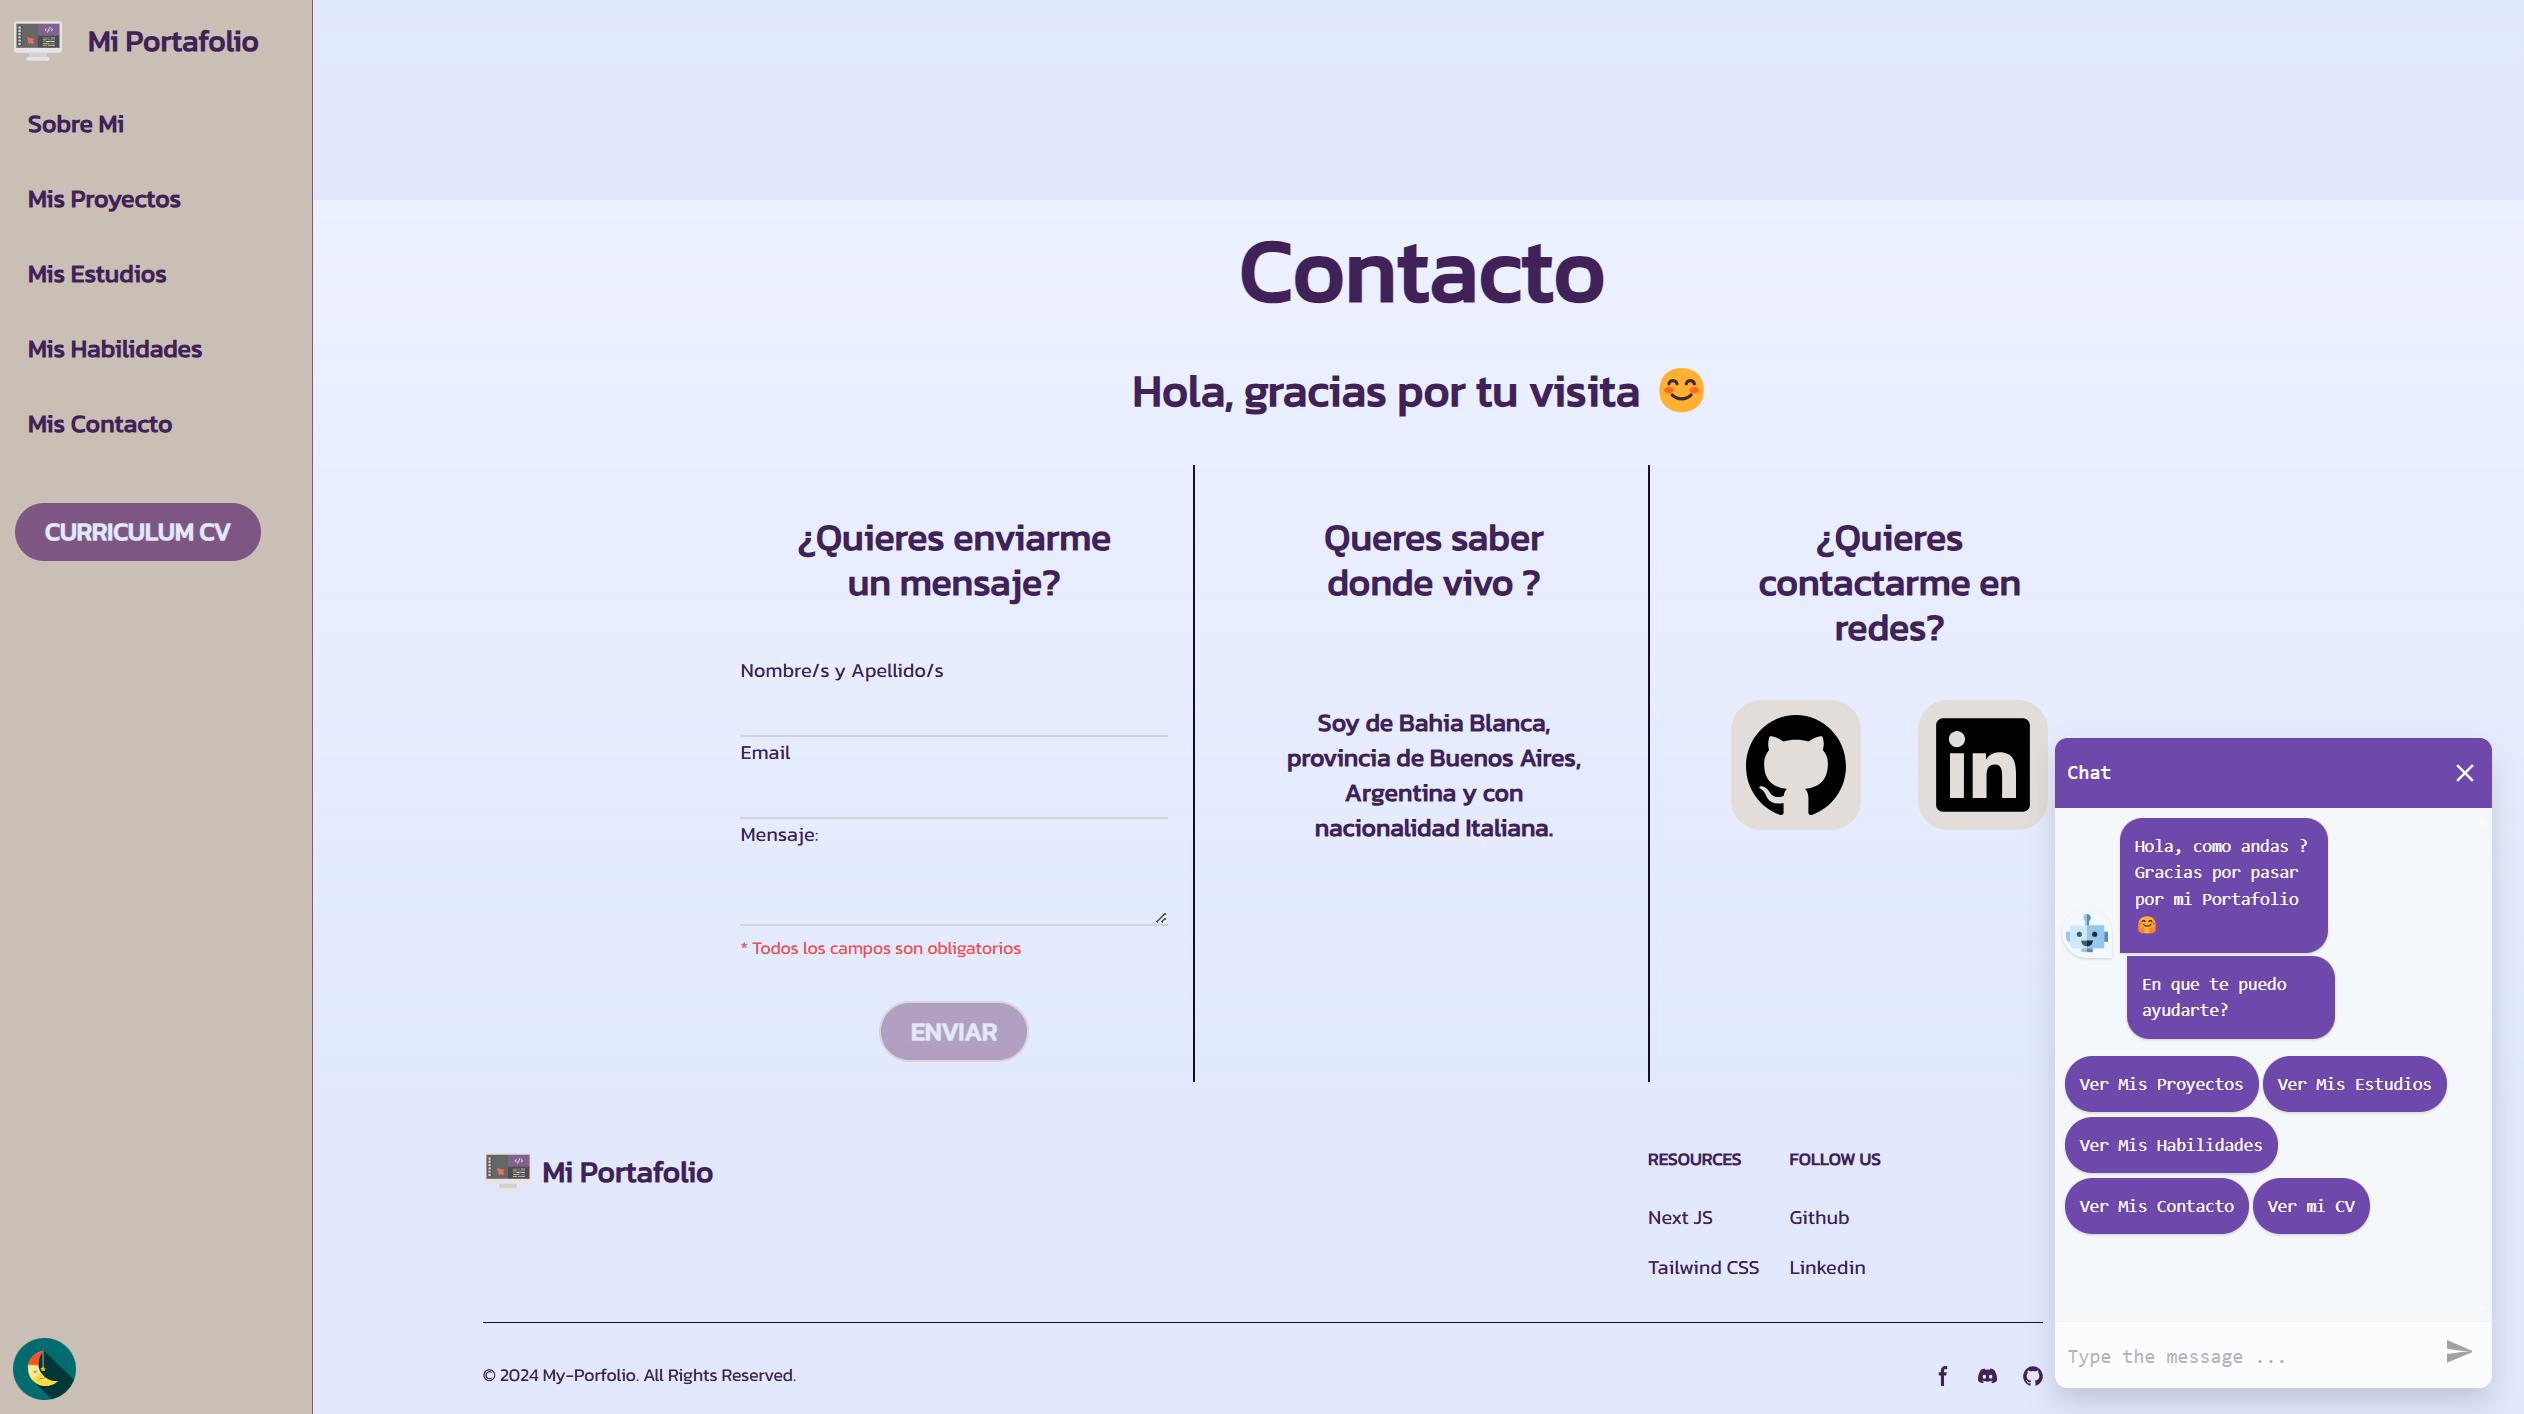 Mi Portafolio
Sobre Mi
Mis Proyectos
Mis Estudios
Mis Habilidades
Mis Contacto
CURRICULUM CV
Contacto
Hola, gracias por tu visita 😊
¿Quieres enviarme
un mensaje?
Nombre/s y Apellido/s
Email
Mensaje:
* Todos los campos son obligatorios
ENVIAR
Queres saber
donde vivo ?
Soy de Bahia Blanca,
provincia de Buenos Aires,
Argentina y con
nacionalidad Italiana.
¿Quieres
contactarme en
redes?
in
Mi Portafolio
RESOURCES
Next JS
Tailwind CSS
FOLLOW US
Github
Linkedin
© 2024 My-Porfolio. All Rights Reserved.
Chat
Hola, como andas ?
Gracias por pasar
por mi Portafolio
🤗
En que te puedo
ayudarte?
Ver Mis Proyectos
Ver Mis Estudios
Ver Mis Habilidades
Ver Mis Contacto
Ver mi CV
Type the message ...